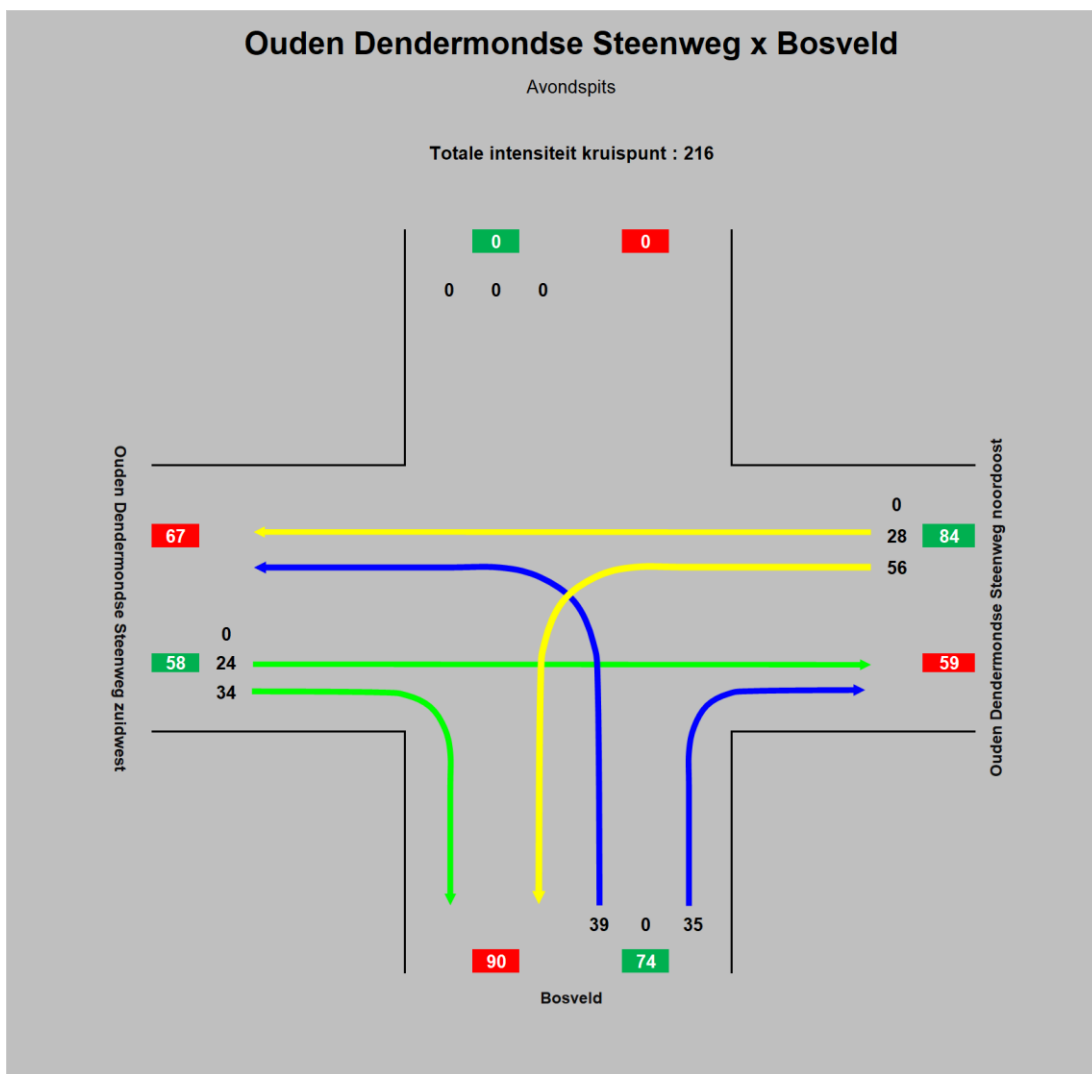 Ouden Dendermondse Steenweg x Bosveld
Avondspits
Totale intensiteit kruispunt : 216
0 0
0 0 0
Ouden Dendermondse Steenweg zuidwest
Ouden Dendermondse Steenweg noordoost
0
67 28 84
56
0
58 24 59
34
39 0 35
90 74
Bosveld